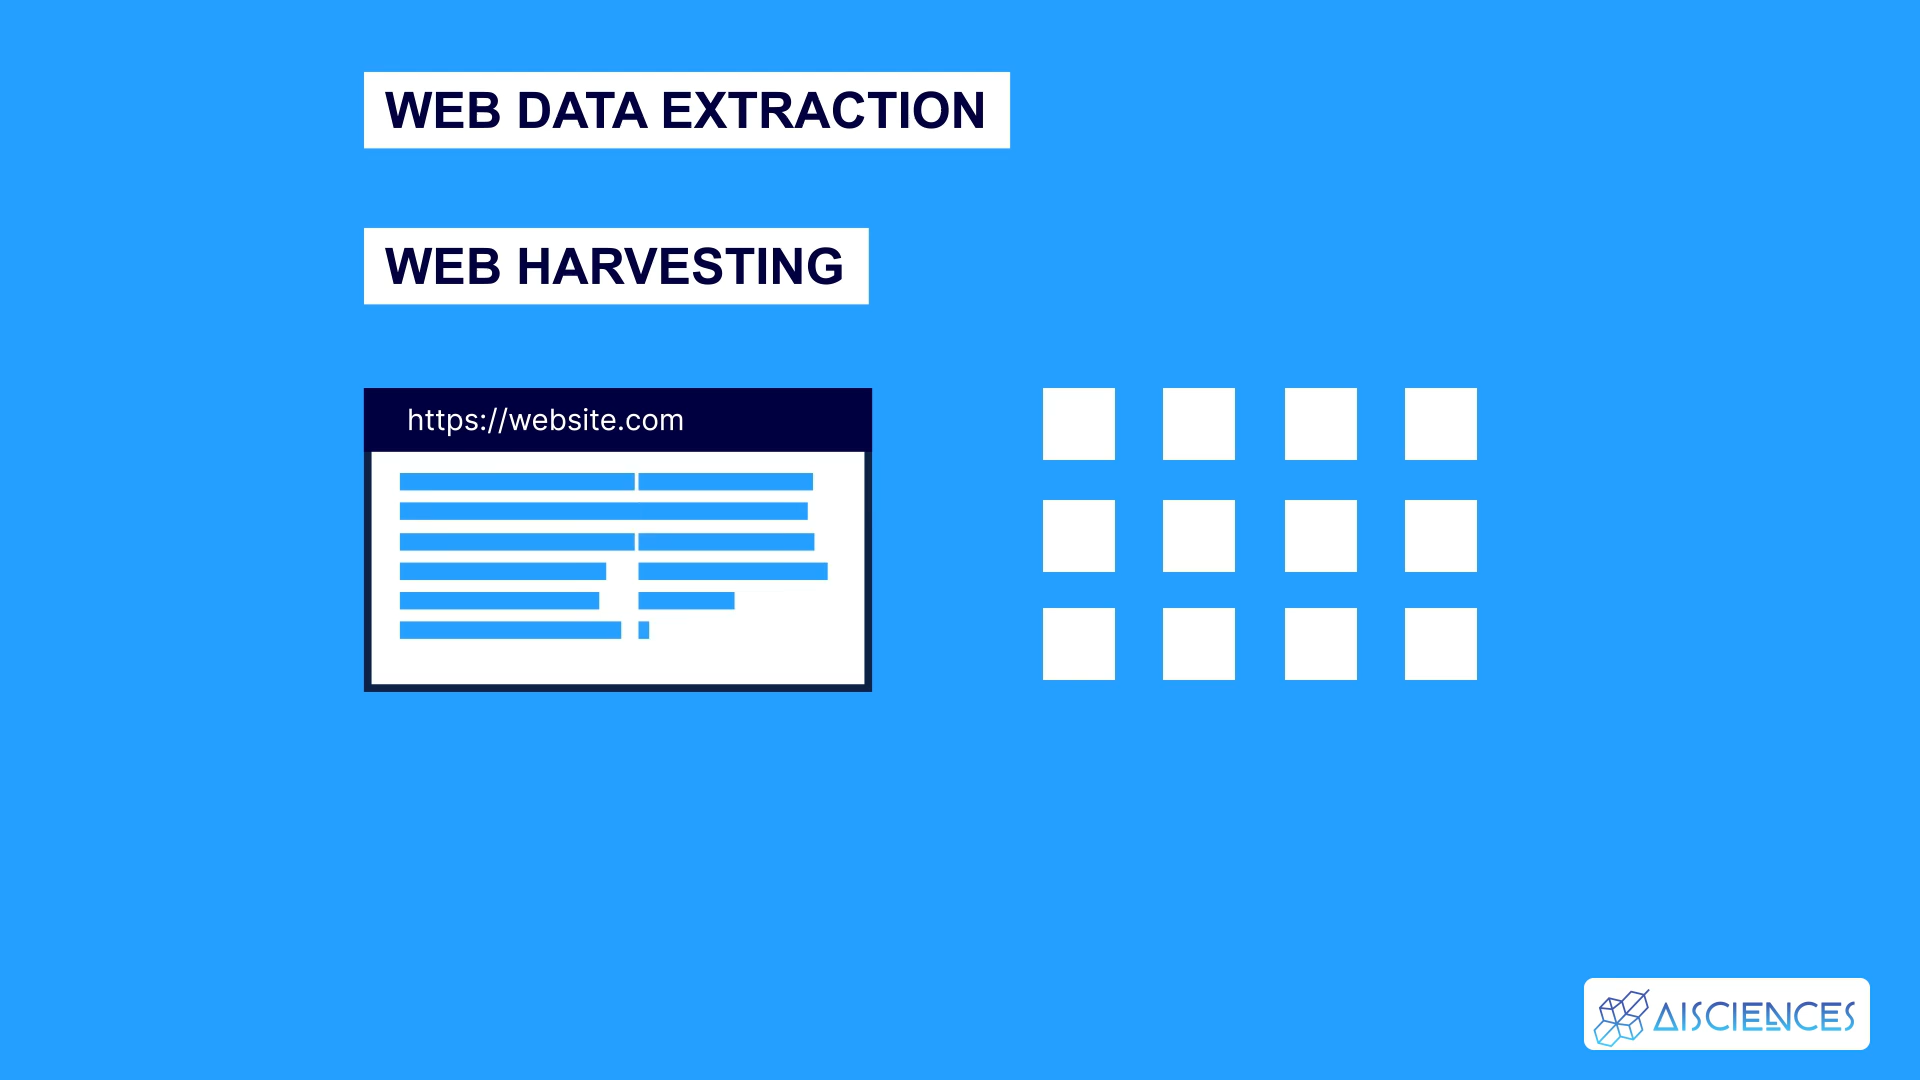 WEB DATA EXTRACTION
WEB HARVESTING
https://website.com
AISCIENCES